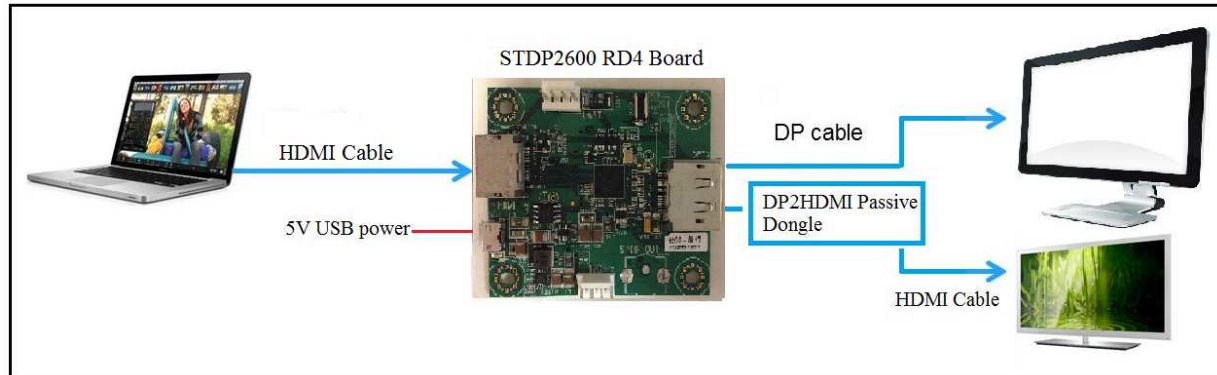 STDP2600 RD4 Board
HDMI Cable
DP cable
5V USB power
DP2HDMI Passive
Dongle
HDMI Cable